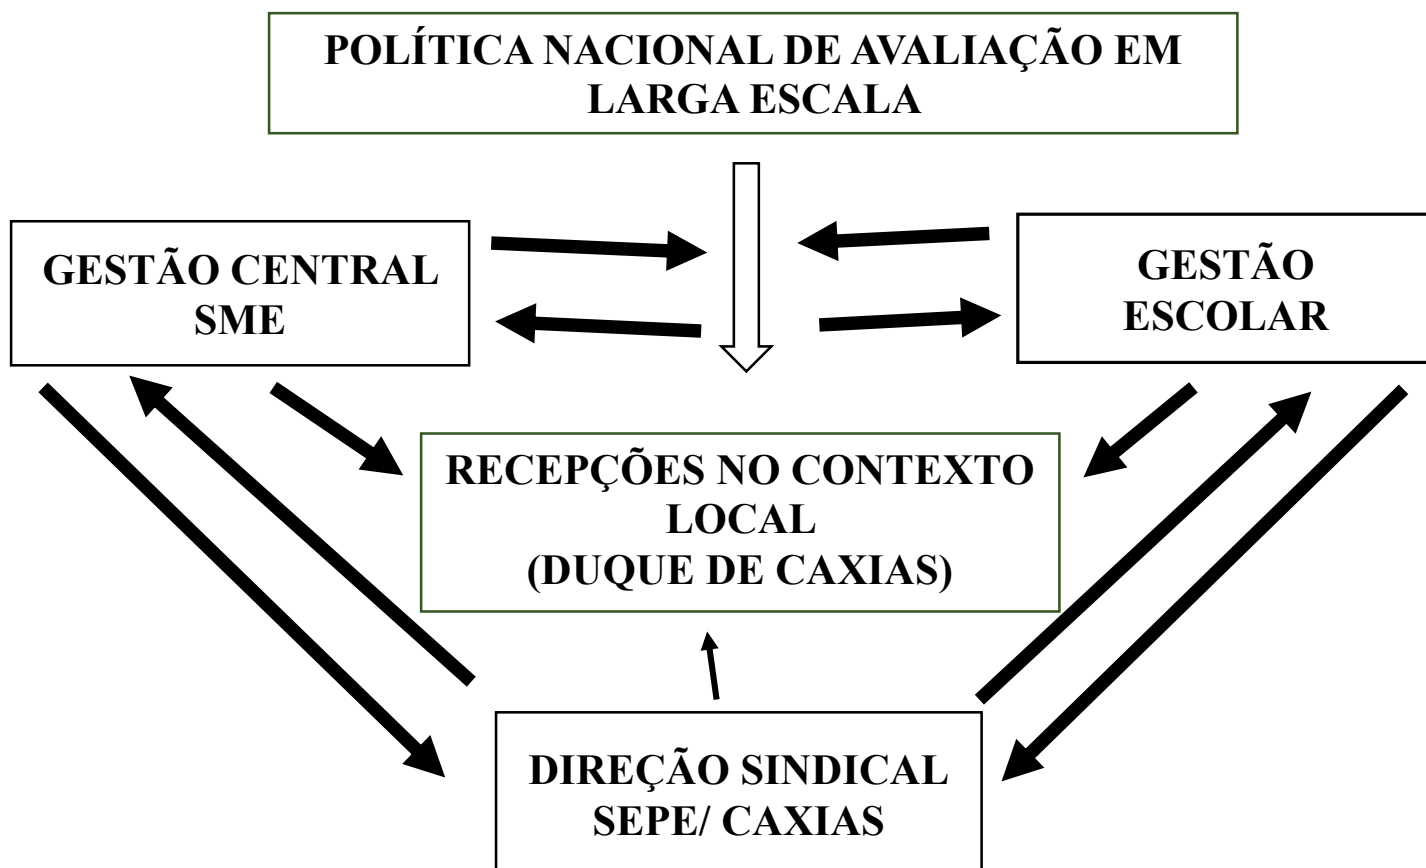 POLÍTICA NACIONAL DE AVALIAÇÃO EM
LARGA ESCALA
GESTÃO CENTRAL
SME
GESTÃO
ESCOLAR
RECEPÇÕES NO CONTEXTO
LOCAL
(DUQUE DE CAXIAS)
DIREÇÃO SINDICAL
SEPE/ CAXIAS